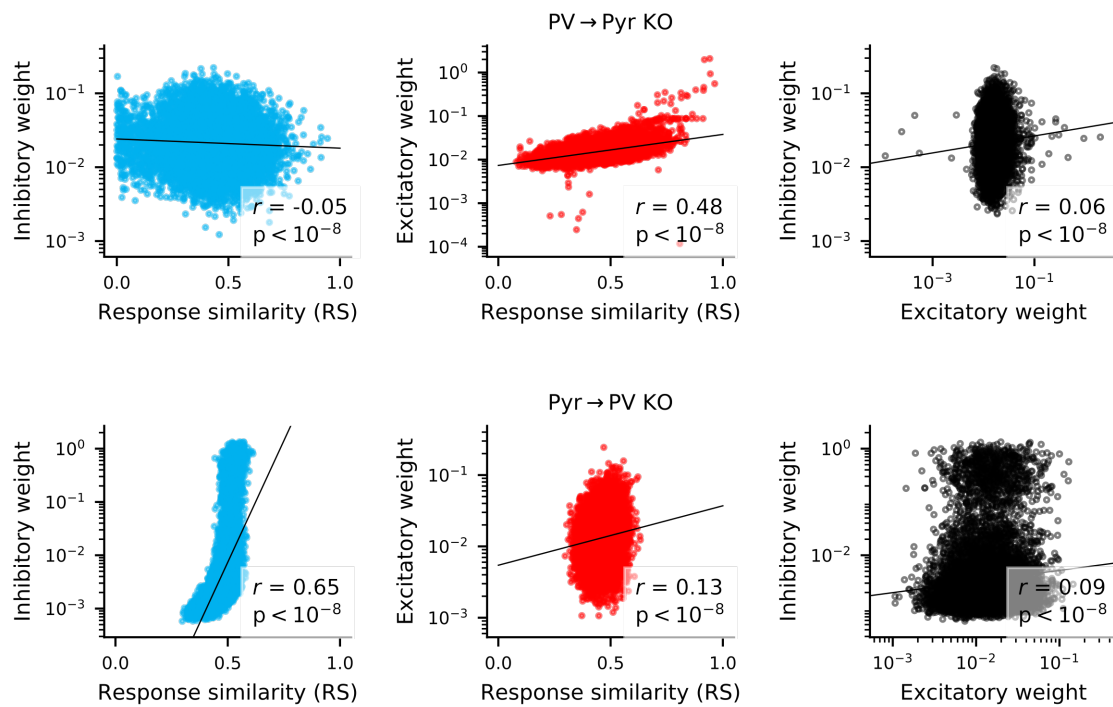 PV → Pyr KO
Inhibitory weight
10⁻¹
10⁻²
10⁻³
r = -0.05
p < 10⁻⁸
0.0 0.5 1.0
Response similarity (RS)
Excitatory weight
10⁰
10⁻¹
10⁻²
10⁻³
10⁻⁴
r = 0.48
p < 10⁻⁸
0.0 0.5 1.0
Response similarity (RS)
Inhibitory weight
10⁻¹
10⁻²
10⁻³
r = 0.06
p < 10⁻⁸
10⁻³ 10⁻¹
Excitatory weight
Pyr → PV KO
Inhibitory weight
10⁰
10⁻¹
10⁻²
10⁻³
r = 0.65
p < 10⁻⁸
0.0 0.5 1.0
Response similarity (RS)
Excitatory weight
10⁻¹
10⁻²
10⁻³
r = 0.13
p < 10⁻⁸
0.0 0.5 1.0
Response similarity (RS)
Inhibitory weight
10⁰
10⁻²
r = 0.09
p < 10⁻⁸
10⁻³ 10⁻² 10⁻¹
Excitatory weight